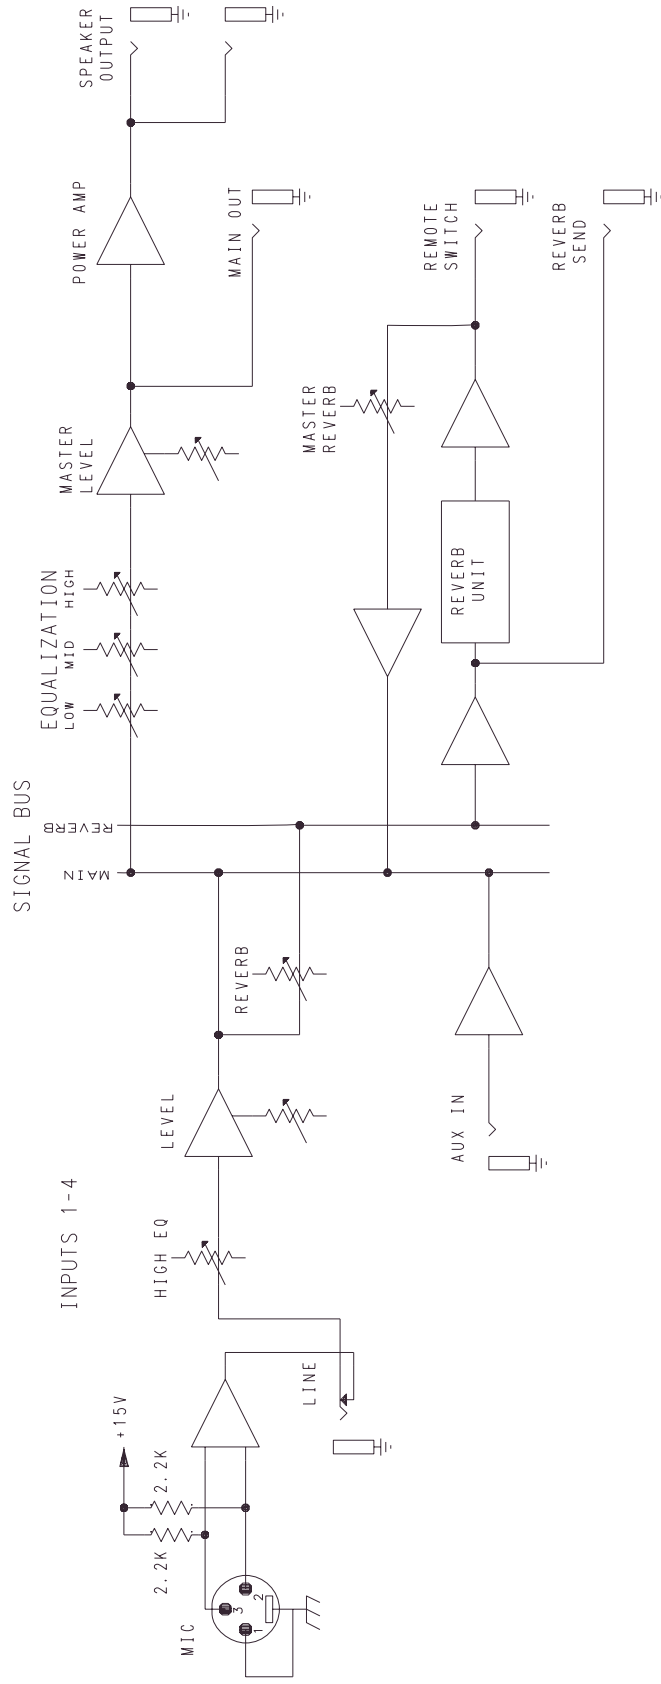 MIC
1
2
3
2.2K
2.2K
+15V
LINE
INPUTS 1-4
HIGH EQ
LEVEL
REVERB
AUX IN
SIGNAL BUS
MAIN
REVERB
EQUALIZATION
LOW
MID
HIGH
MASTER
LEVEL
POWER AMP
SPEAKER
OUTPUT
MAIN OUT
MASTER
REVERB
REVERB
UNIT
REMOTE
SWITCH
REVERB
SEND